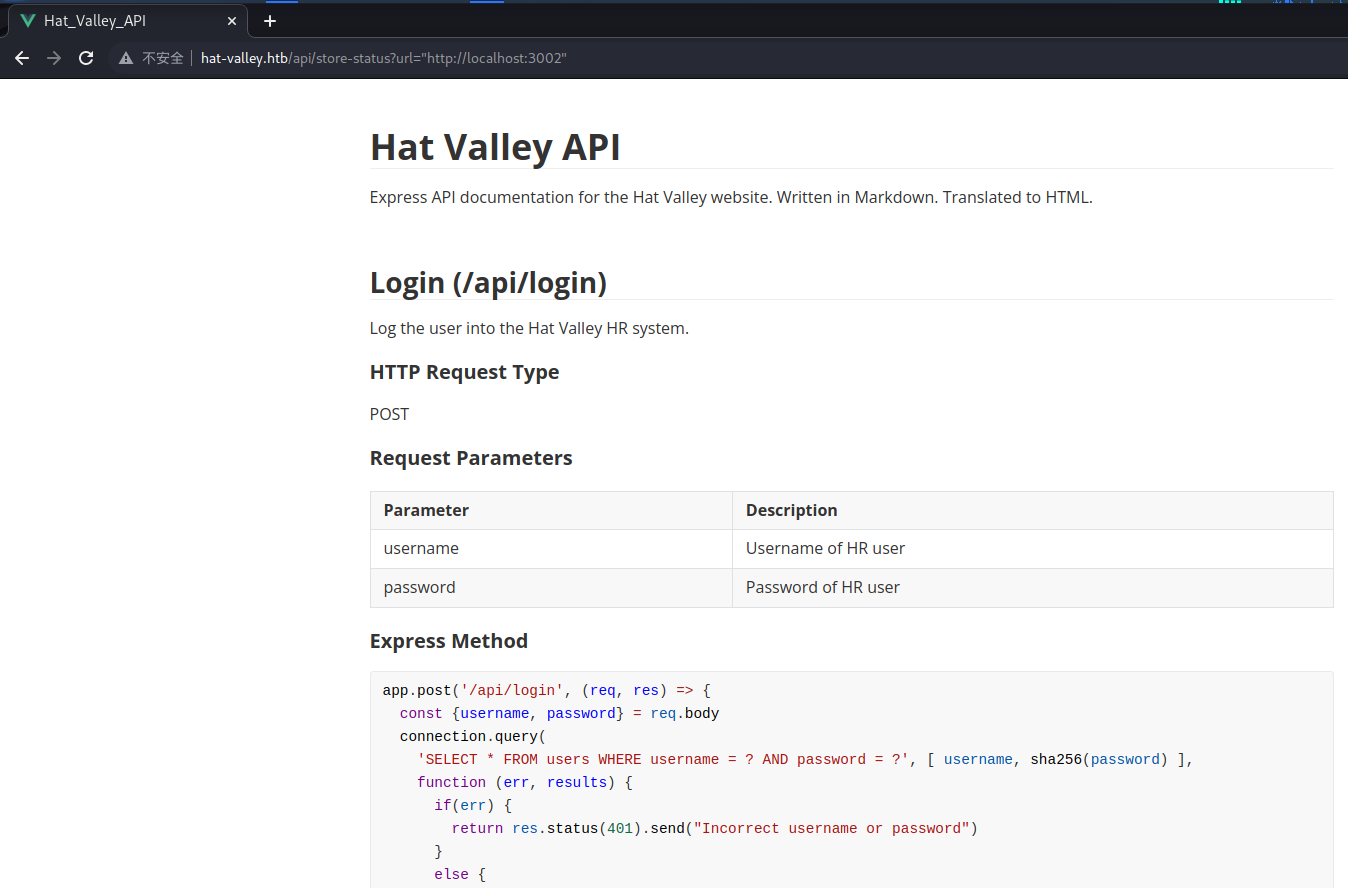 Hat_Valley_API
不安全 hat-valley.htb/api/store-status?url="http://localhost:3002"
Hat Valley API
Express API documentation for the Hat Valley website. Written in Markdown. Translated to HTML.
Login (/api/login)
Log the user into the Hat Valley HR system.
HTTP Request Type
POST
Request Parameters
Parameter Description
username Username of HR user
password Password of HR user
Express Method
app.post('/api/login', (req, res) => {
  const {username, password} = req.body
  connection.query(
    'SELECT * FROM users WHERE username = ? AND password = ?', [ username, sha256(password) ],
    function (err, results) {
      if(err) {
        return res.status(401).send("Incorrect username or password")
      }
      else {